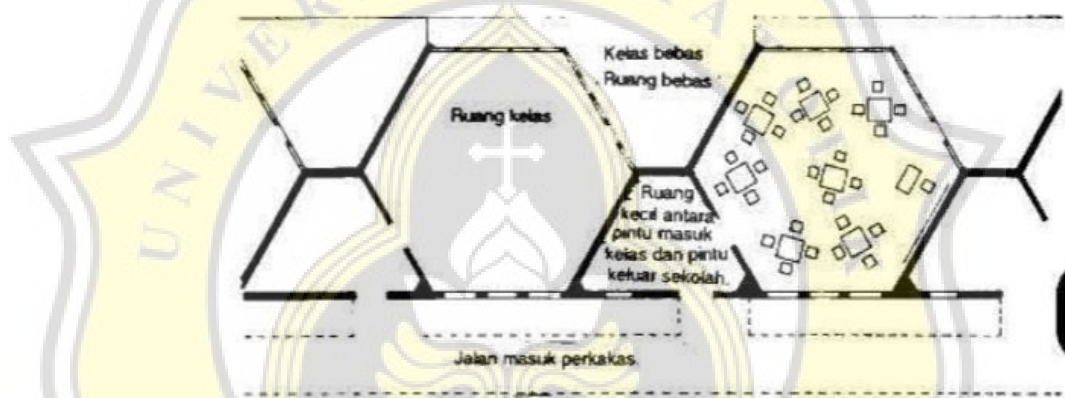 Kelas bebas
Ruang bebas
Ruang kelas
Ruang
kecil antara
pintu masuk
kelas dan pintu
keluar sekolah.
Jalan masuk perkakas.
UNIVER